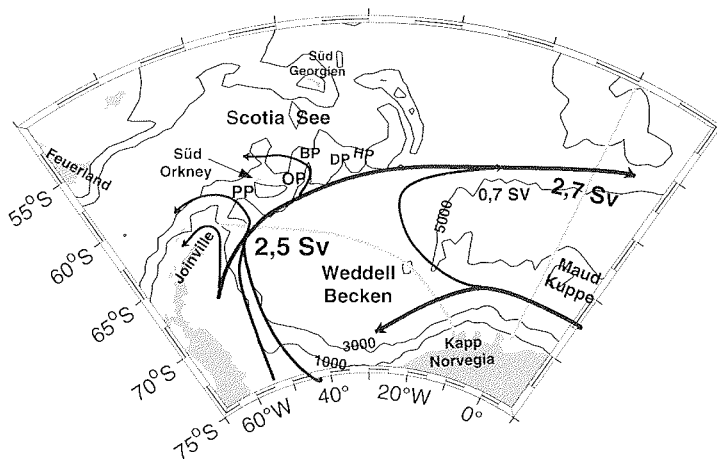 Süd
Georgien
Scotia See
Feuerland
Süd
Orkney
BP
DP
HP
OP
PP
0,7 SV
2,7 Sv
5000
55°S
60°S
65°S
70°S
75°S
Joinville
2,5 Sv
Weddell
Becken
Maud
Kuppe
3000
1000
Kapp
Norvegia
60°W
40°
20°W
0°